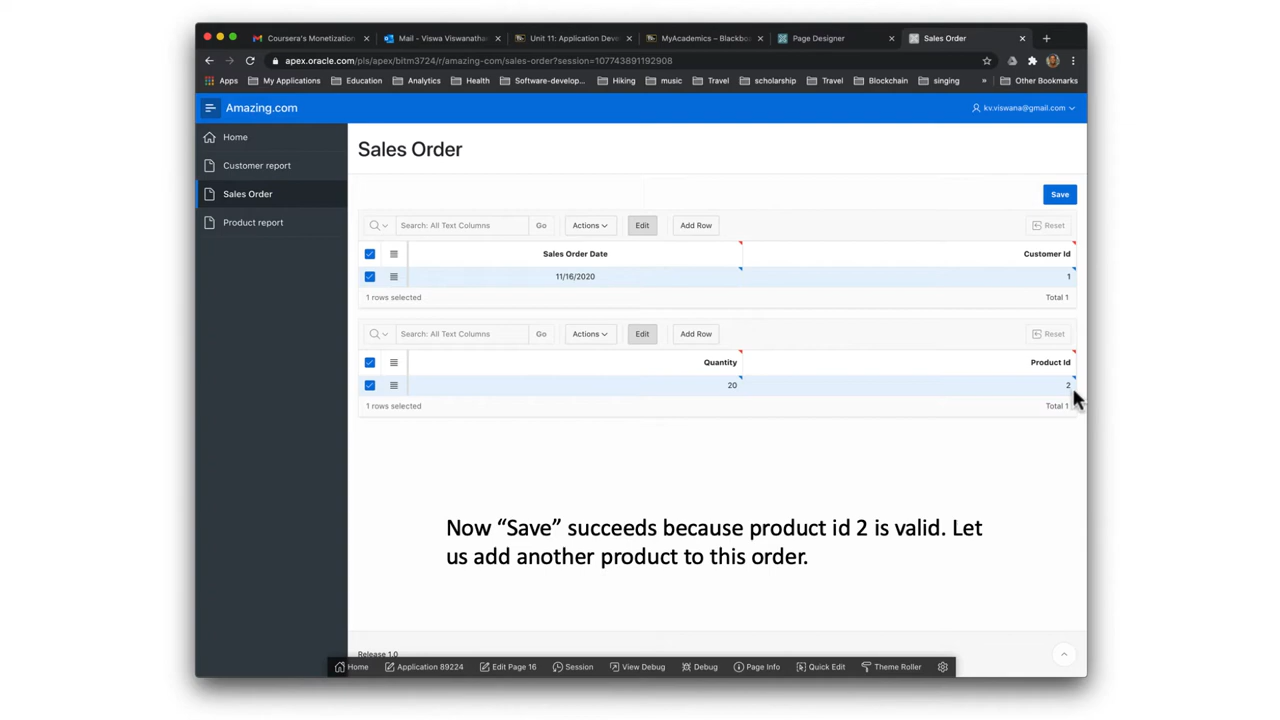 Coursera's Monetization
Mail - Viswa Viswanathan
Unit 11: Application Deve
MyAcademics – Blackboa
Page Designer
Sales Order
apex.oracle.com/pls/apex/bitm3724/r/amazing-com/sales-order?session=107743891192908
Apps My Applications Education Analytics Health Software-develop... Hiking music Travel scholarship Travel Blockchain singing » Other Bookmarks
Amazing.com
kv.viswana@gmail.com
Home
Customer report
Sales Order
Product report
Sales Order
Save
Search: All Text Columns Go Actions Edit Add Row Reset
Sales Order Date Customer Id
11/16/2020 1
1 rows selected Total 1
Search: All Text Columns Go Actions Edit Add Row Reset
Quantity Product Id
20 2
1 rows selected Total 1
Now “Save” succeeds because product id 2 is valid. Let
us add another product to this order.
Release 1.0
Home Application 89224 Edit Page 16 Session View Debug Debug Page Info Quick Edit Theme Roller